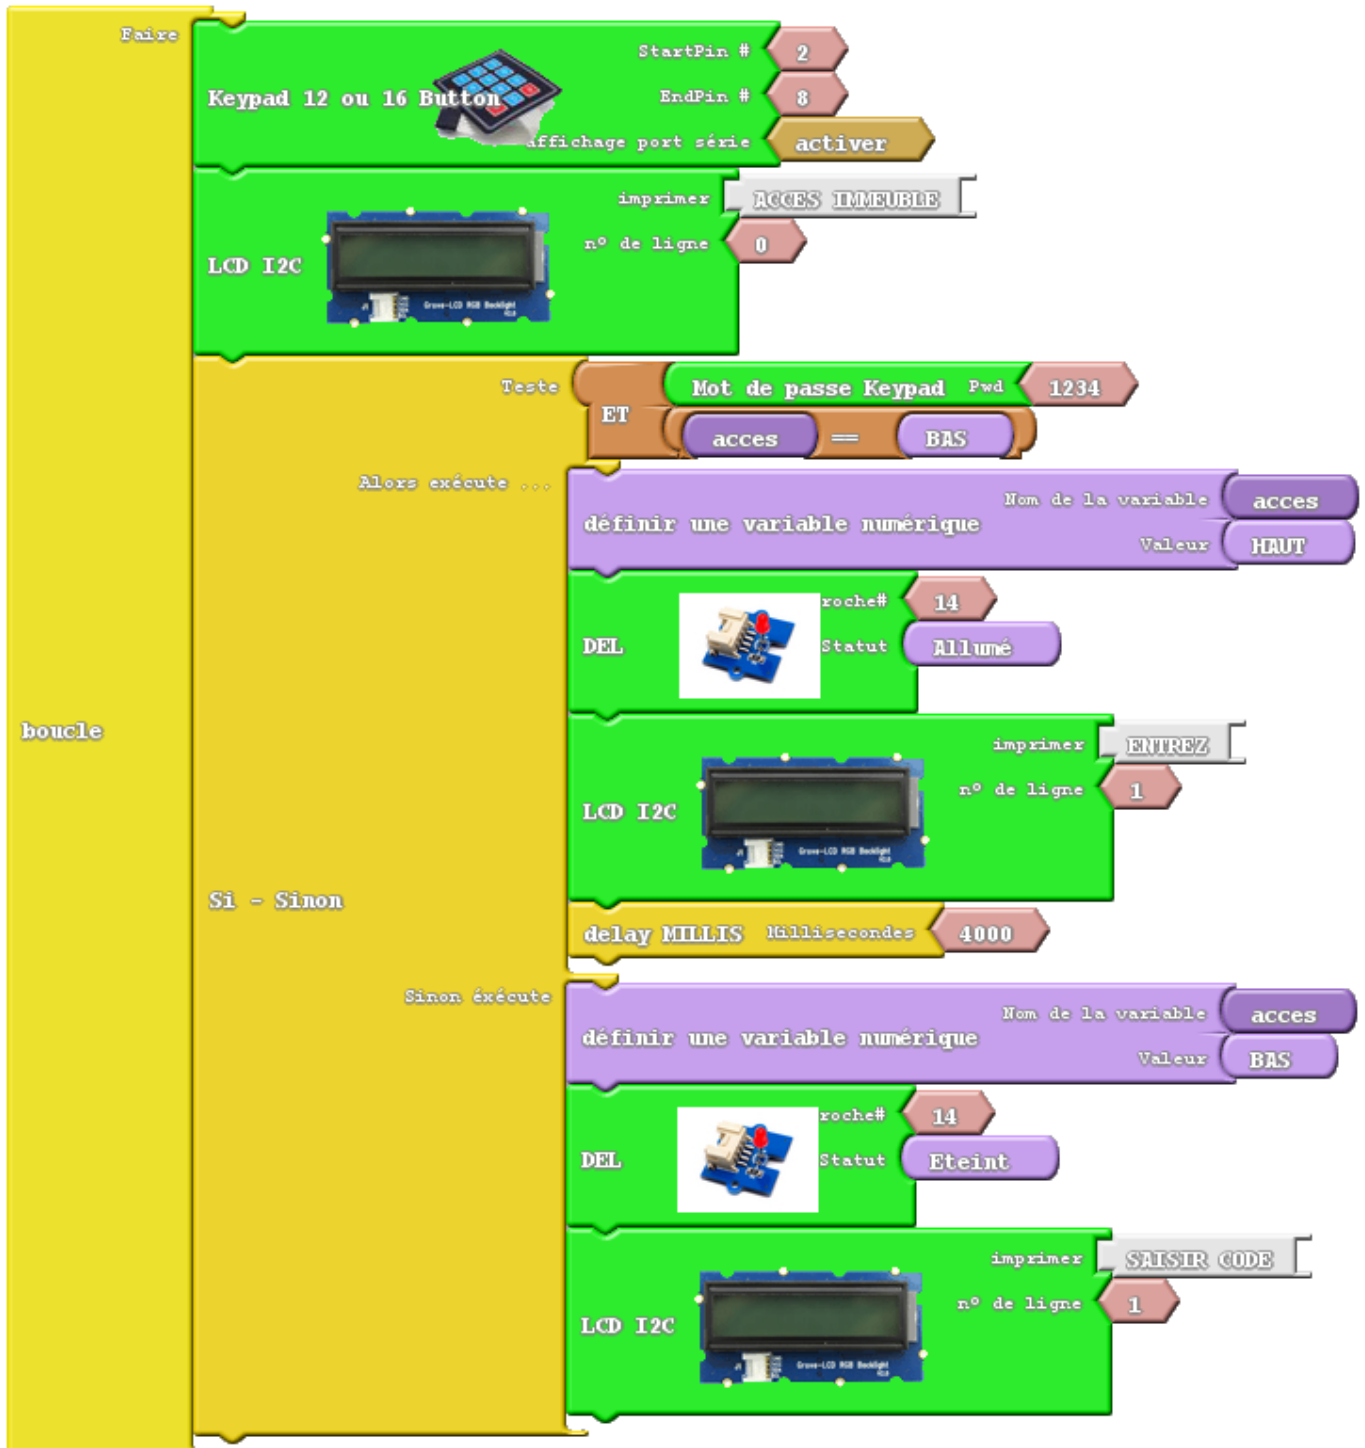 Faire
StartPin # 2
Keypad 12 ou 16 Button
EndPin # 8
affichage port série activer
imprimer ACCES IMMEUBLE
n° de ligne 0
LCD I2C
Teste
ET
Mot de passe Keypad Pwd 1234
acces == BAS
Alors exécute ...
Nom de la variable acces
définir une variable numérique
Valeur HAUT
roche# 14
DEL
Statut Allumé
boucle
imprimer ENTREZ
n° de ligne 1
LCD I2C
Si - Sinon
delay MILLIS Millisecondes 4000
Sinon éxécute
Nom de la variable acces
définir une variable numérique
Valeur BAS
roche# 14
DEL
Statut Eteint
imprimer SAISIR CODE
n° de ligne 1
LCD I2C